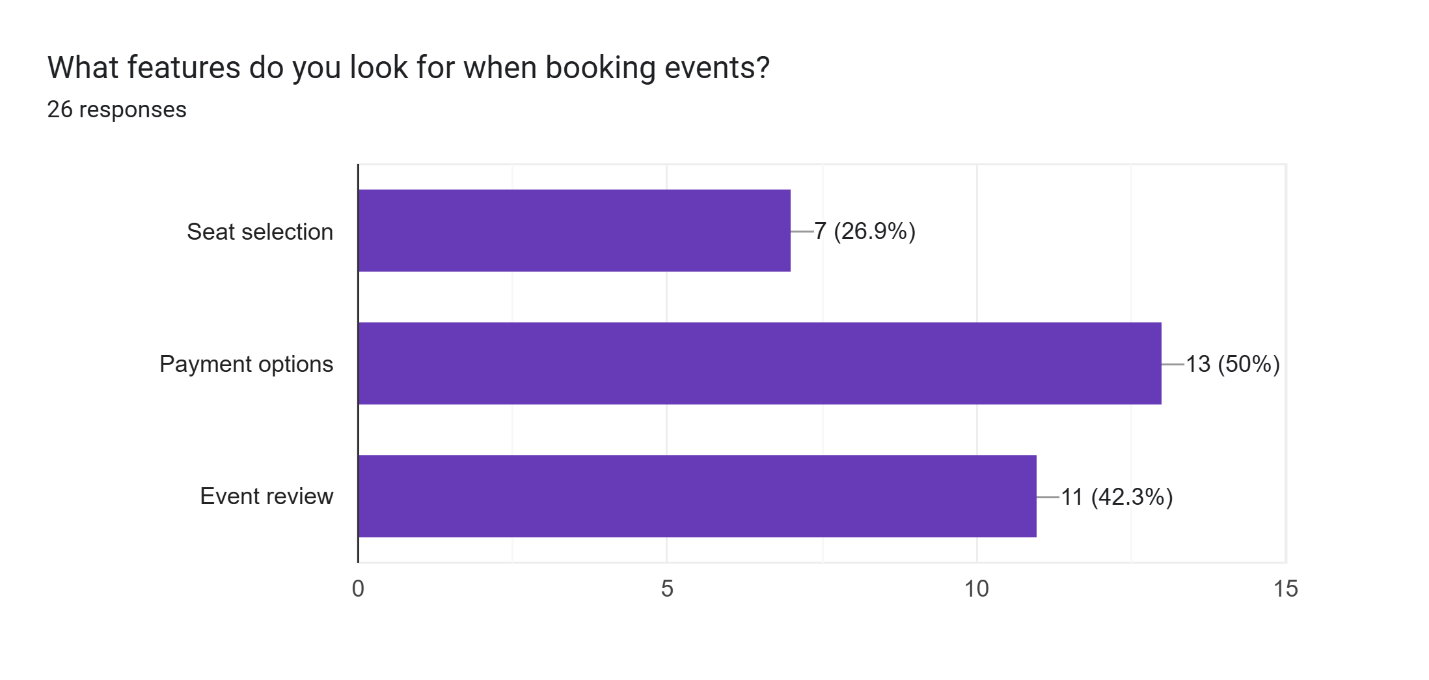 What features do you look for when booking events?
26 responses
Seat selection
7 (26.9%)
Payment options
13 (50%)
Event review
11 (42.3%)
0
5
10
15